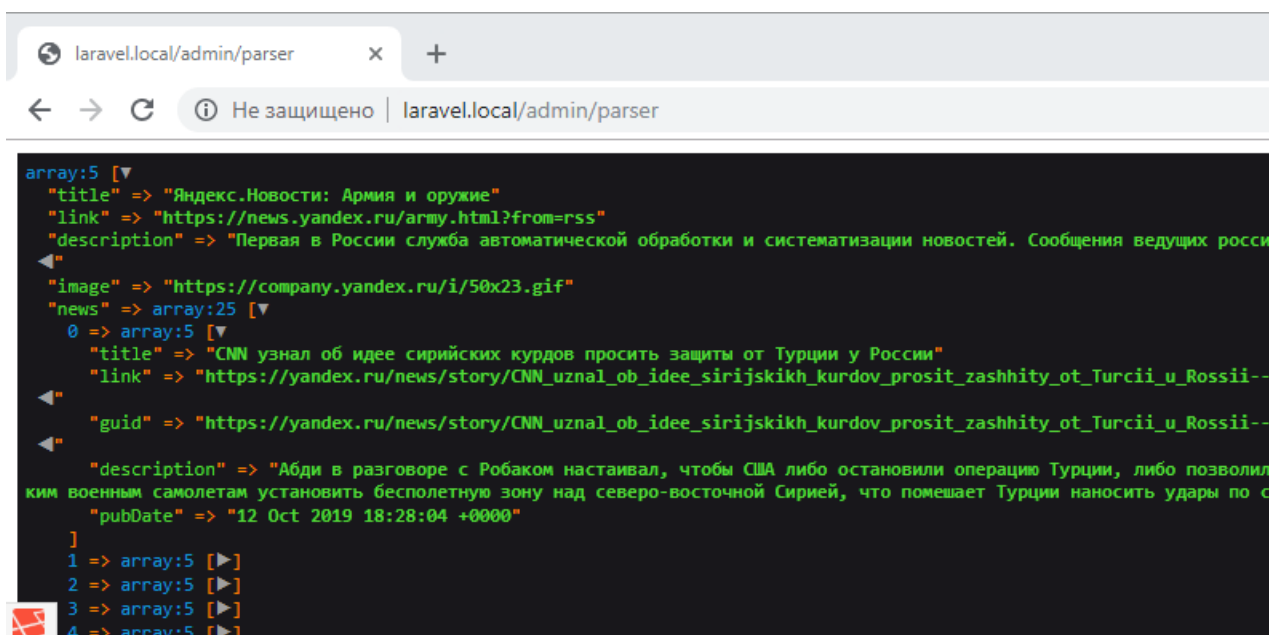 laravel.local/admin/parser
Не защищено | laravel.local/admin/parser
array:5 [▼
"title" => "Яндекс.Новости: Армия и оружие"
"link" => "https://news.yandex.ru/army.html?from=rss"
"description" => "Первая в России служба автоматической обработки и систематизации новостей. Сообщения ведущих росси
◀"
"image" => "https://company.yandex.ru/i/50x23.gif"
"news" => array:25 [▼
0 => array:5 [▼
"title" => "CNN узнал об идее сирийских курдов просить защиты от Турции у России"
"link" => "https://yandex.ru/news/story/CNN_uznal_ob_idee_sirijskikh_kurdov_prosit_zashhity_ot_Turcii_u_Rossii--
◀"
"guid" => "https://yandex.ru/news/story/CNN_uznal_ob_idee_sirijskikh_kurdov_prosit_zashhity_ot_Turcii_u_Rossii--
◀"
"description" => "Абди в разговоре с Робаком настаивал, чтобы США либо остановили операцию Турции, либо позволил
ким военным самолетам установить бесполетную зону над северо-восточной Сирией, что помешает Турции наносить удары по с
"pubDate" => "12 Oct 2019 18:28:04 +0000"
]
1 => array:5 [▶]
2 => array:5 [▶]
3 => array:5 [▶]
4 => array:5 [▶]